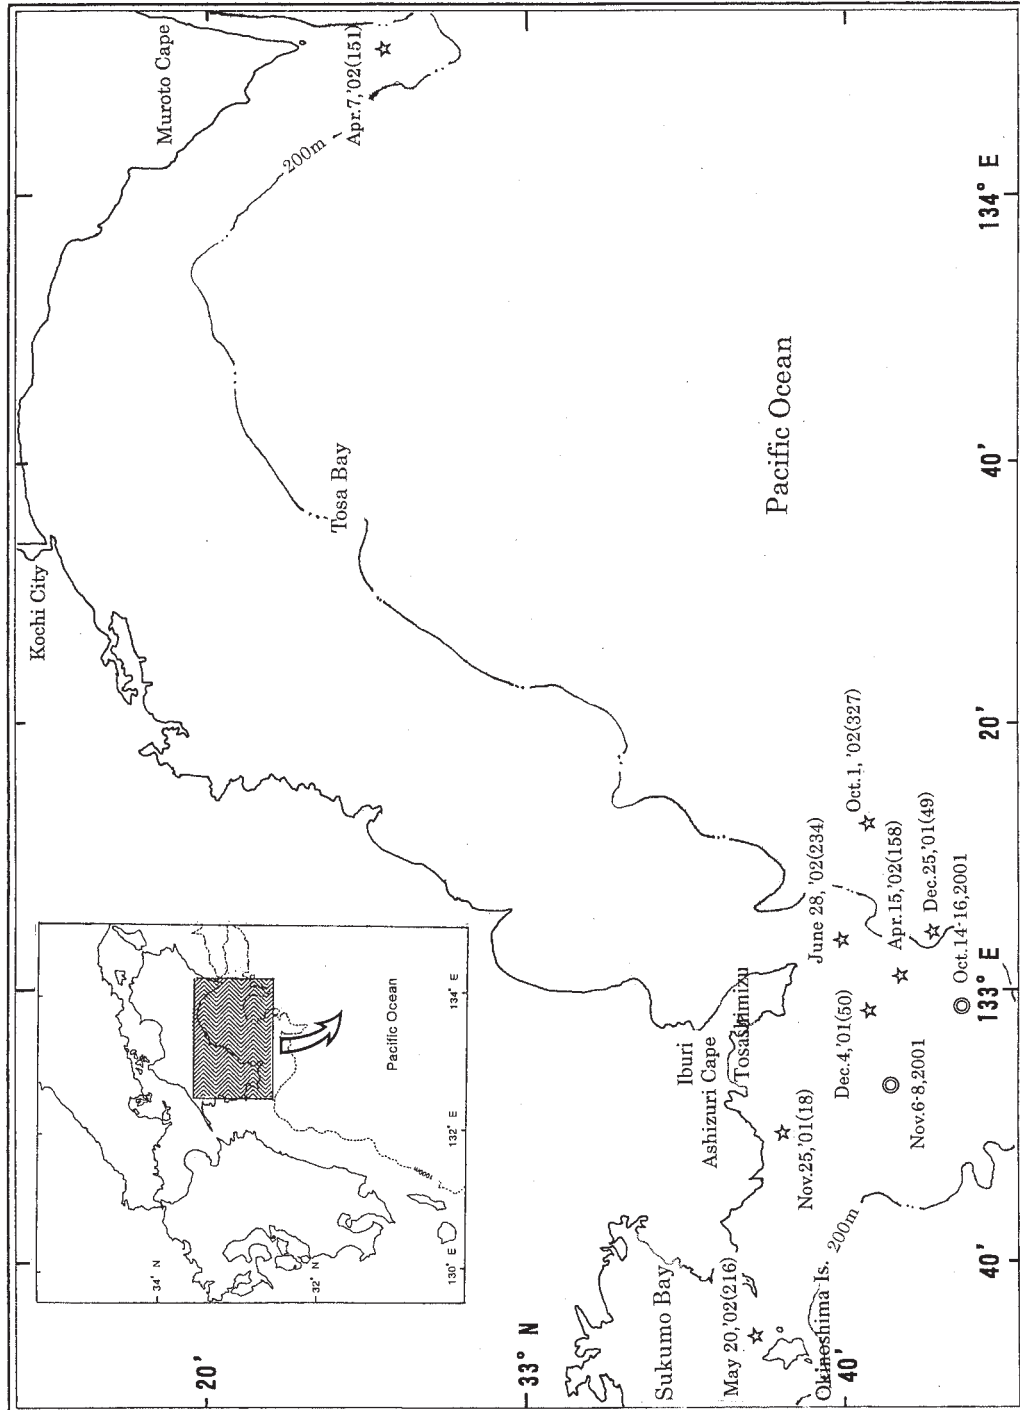 Kochi City
Muroto Cape
Apr.7,'02(151)
200m
Tosa Bay
Pacific Ocean
Iburi
Ashizuri Cape
Tosashimizu
Sukumo Bay
May 20,'02(216)
Okinoshima Is.
200m
Nov.25,'01(18)
Dec.4,'01(50)
Nov.6-8,2001
June 28, '02(234)
Oct.1, '02(327)
Apr.15,'02(158)
Dec.25,'01(49)
Oct.14-16,2001
20'
33° N
40'
40'
133° E
20'
40'
134° E
34° N
32° N
130° E
132° E
134° E
1000m
Pacific Ocean